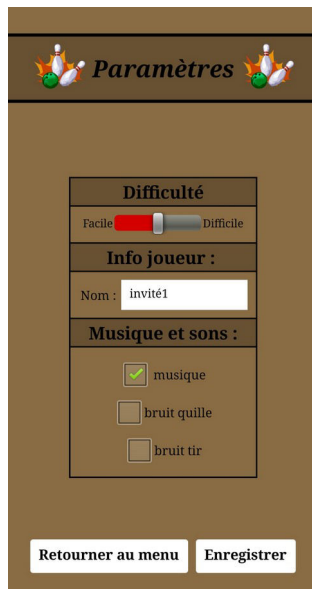 Paramètres
Difficulté
Facile Difficile
Info joueur :
Nom : invité1
Musique et sons :
musique
bruit quille
bruit tir
Retourner au menu Enregistrer